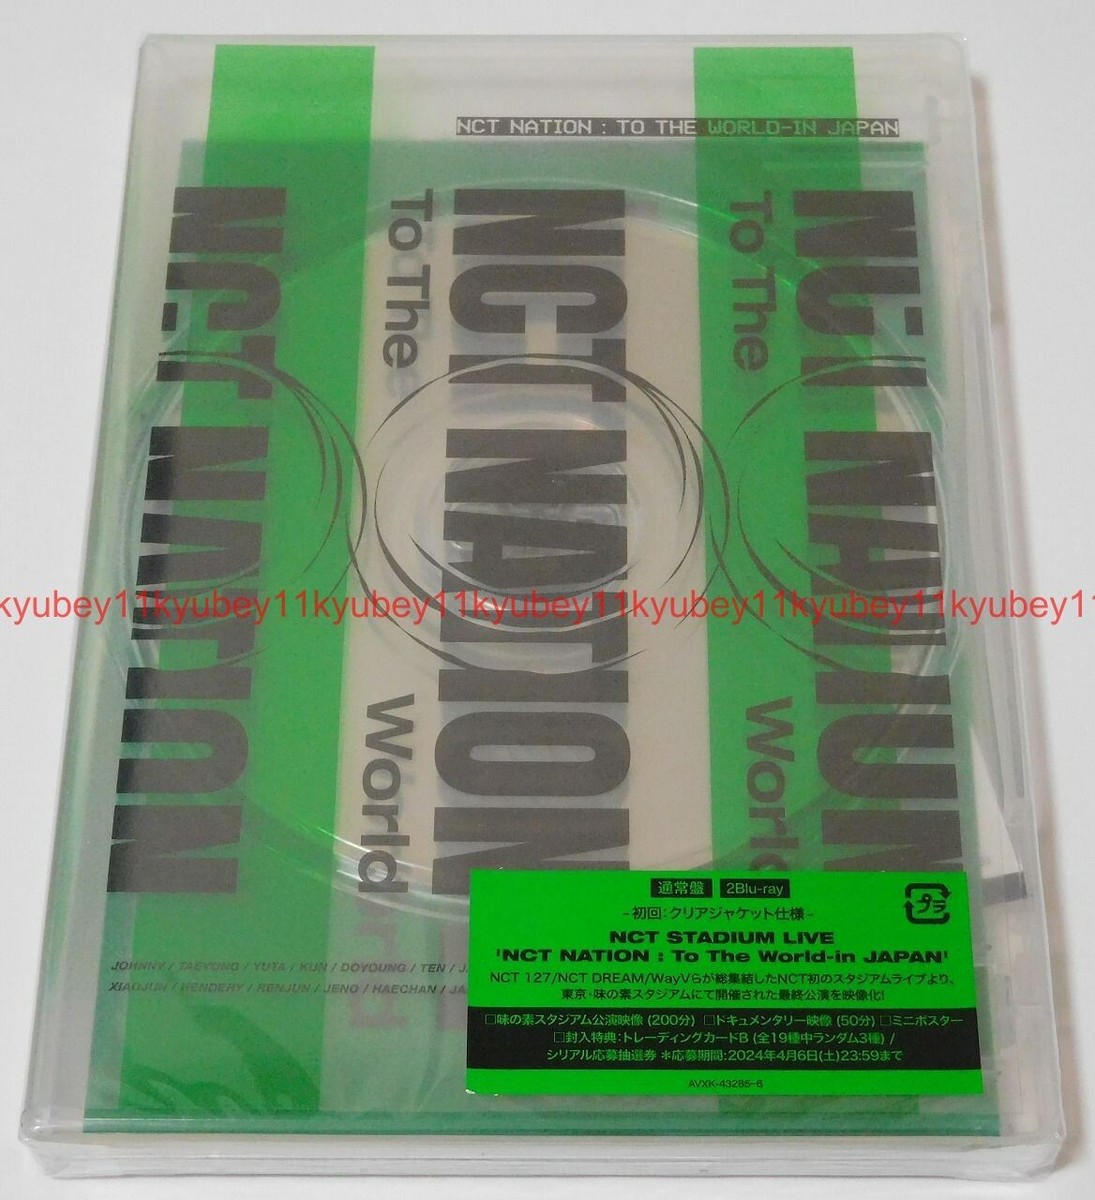 NCT NATION : TO THE WORLD-IN JAPAN
NCT NATION
To The World
NCT NATION
To The World
NCT NATION
kyubey11kyubey11kyubey11kyubey11kyubey11kyubey11kyubey11
JOHNNY / TAEYONG / YUTA / KUN / DOYOUNG / TEN / J
XIAOJUN / HENDERY / RENJUN / JENO / HAECHAN / JA
通常盤 2Blu-ray
プラ
-初回:クリアジャケット仕様-
NCT STADIUM LIVE
'NCT NATION : To The World-in JAPAN'
NCT 127/NCT DREAM/WayVらが総集結したNCT初のスタジアムライブより、
東京・味の素スタジアムにて開催された最終公演を映像化!
□味の素スタジアム公演映像 (200分) □ドキュメンタリー映像 (50分) □ミニポスター
□封入特典:トレーディングカードB (全19種中ランダム3種) /
シリアル応募抽選券 ＊応募期間:2024年4月6日(土)23:59まで
AVXK-43285~6